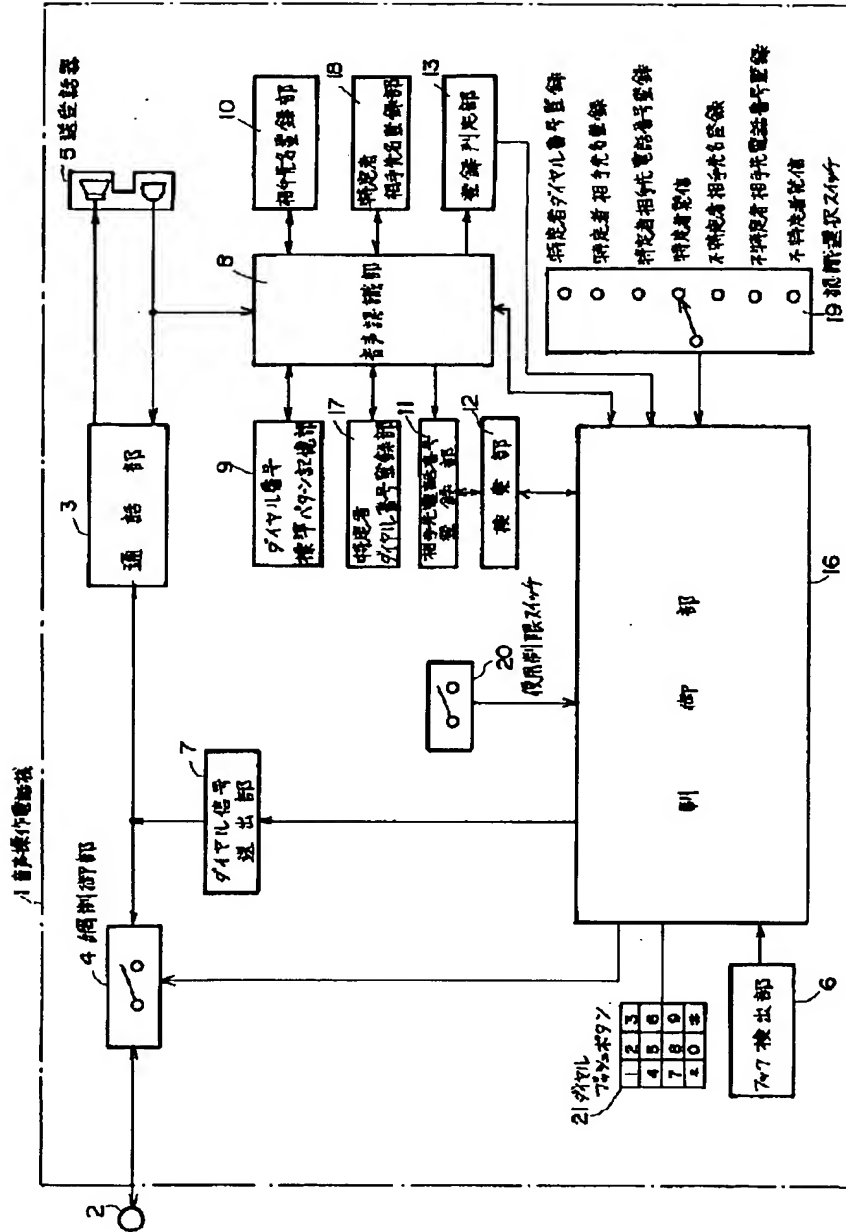 1 音声操作電話機
2
4 網制御部
3
通話部
5 送受話器
7
ダイヤル信号
送出部
9
ダイヤル番号
標準パタン記憶部
17
特定者
ダイヤル番号登録部
11
相手先電話番号
登録部
12
検索部
8
音声認識部
10
相手先名登録部
18
特定者
相手先名登録部
13
登録判定部
20
使用制限スイッチ
特定者ダイヤル番号登録
特定者相手先名登録
特定者相手先電話番号登録
特定者発信
不特定者相手先名登録
不特定者相手先電話番号登録
不特定者発信
19 機能選択スイッチ
21 ダイヤル
プッシュボタン
1 2 3
4 5 6
7 8 9
* 0 #
フック検出部
6
制御部
16